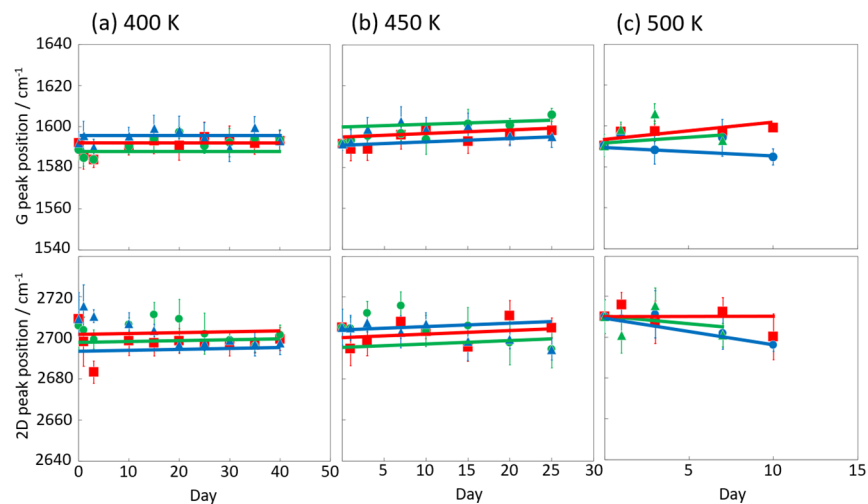 (a) 400 K
(b) 450 K
(c) 500 K
G peak position / cm-1
1640
1620
1600
1580
1560
1540
2D peak position / cm-1
2720
2700
2680
2660
2640
0 10 20 30 40 50
0 5 10 15 20 25 30
0 5 10 15
Day
Day
Day